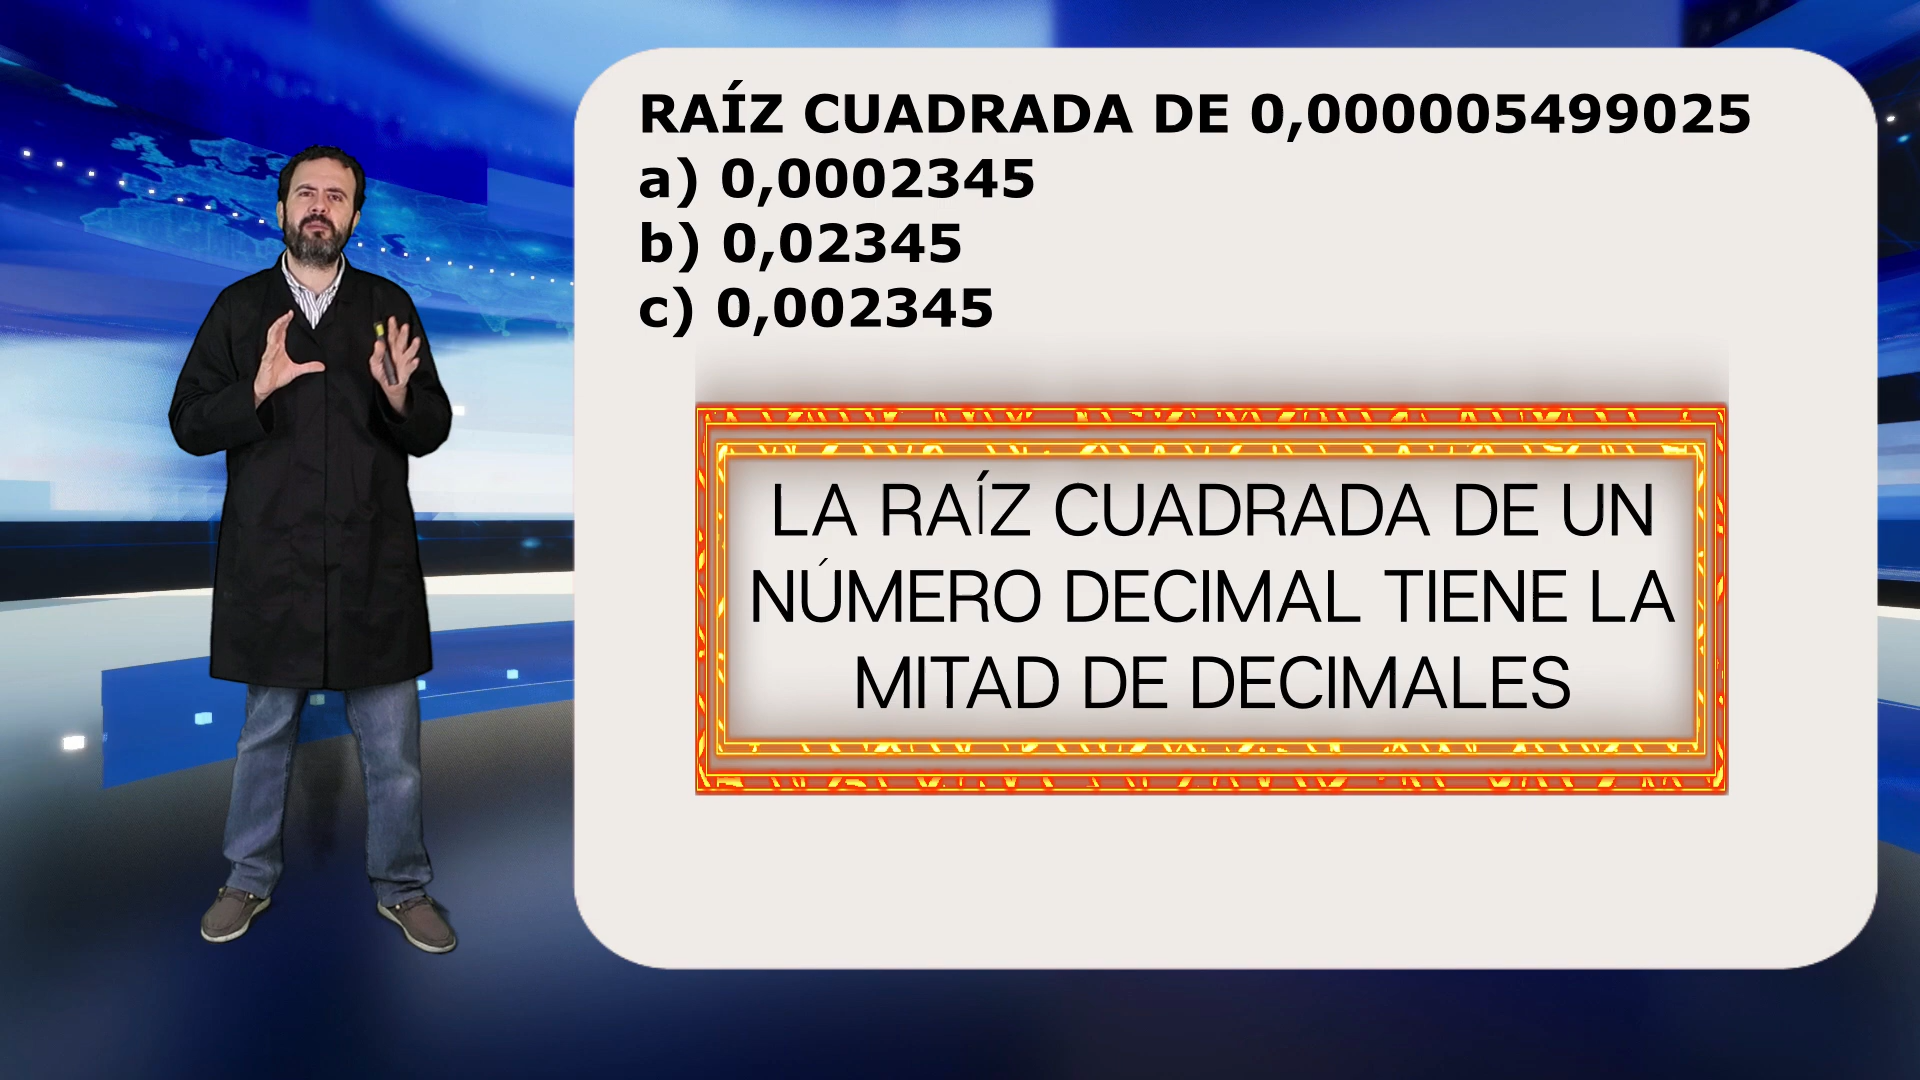 RAÍZ CUADRADA DE 0,000005499025
a) 0,0002345
b) 0,02345
c) 0,002345
LA RAÍZ CUADRADA DE UN
NÚMERO DECIMAL TIENE LA
MITAD DE DECIMALES